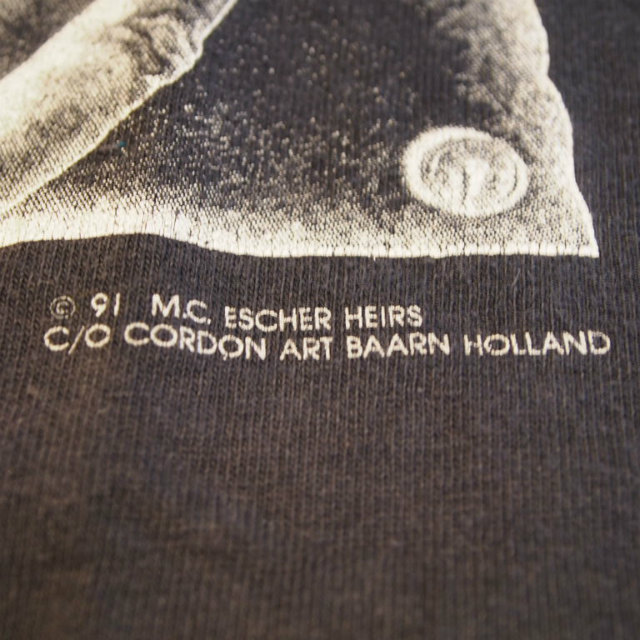 © 91 M.C. ESCHER HEIRS
C/O CORDON ART BAARN HOLLAND